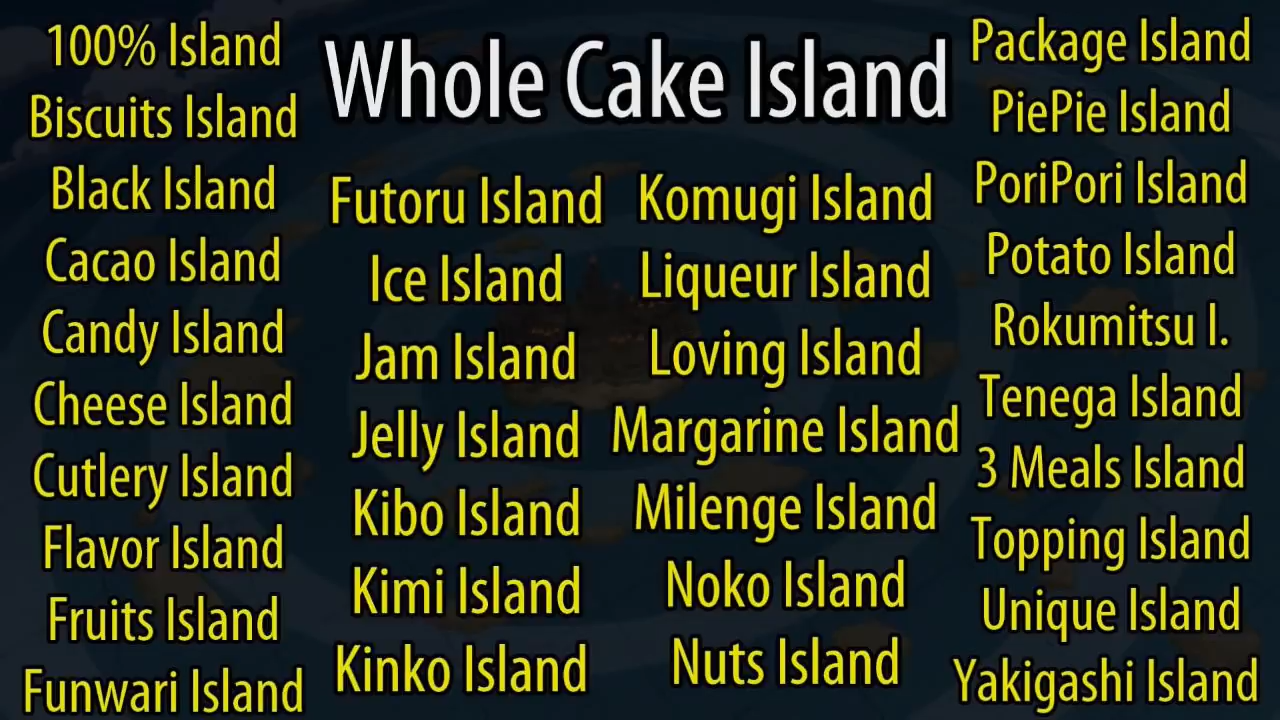 Whole Cake Island
100% Island
Biscuits Island
Black Island
Cacao Island
Candy Island
Cheese Island
Cutlery Island
Flavor Island
Fruits Island
Funwari Island
Futoru Island
Ice Island
Jam Island
Jelly Island
Kibo Island
Kimi Island
Kinko Island
Komugi Island
Liqueur Island
Loving Island
Margarine Island
Milenge Island
Noko Island
Nuts Island
Package Island
PiePie Island
PoriPori Island
Potato Island
Rokumitsu I.
Tenega Island
3 Meals Island
Topping Island
Unique Island
Yakigashi Island